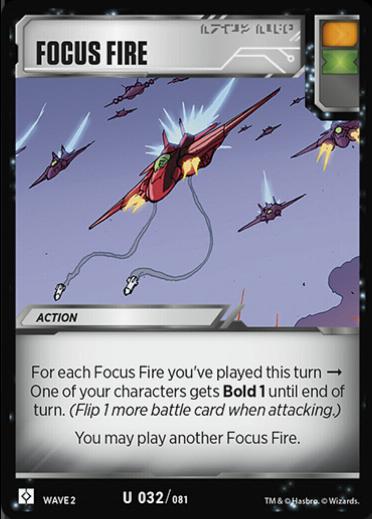 FOCUS FIRE
ACTION
For each Focus Fire you've played this turn →
One of your characters gets Bold 1 until end of
turn. (Flip 1 more battle card when attacking.)
You may play another Focus Fire.
WAVE 2
U 032/081
TM & © Hasbro. © Wizards.